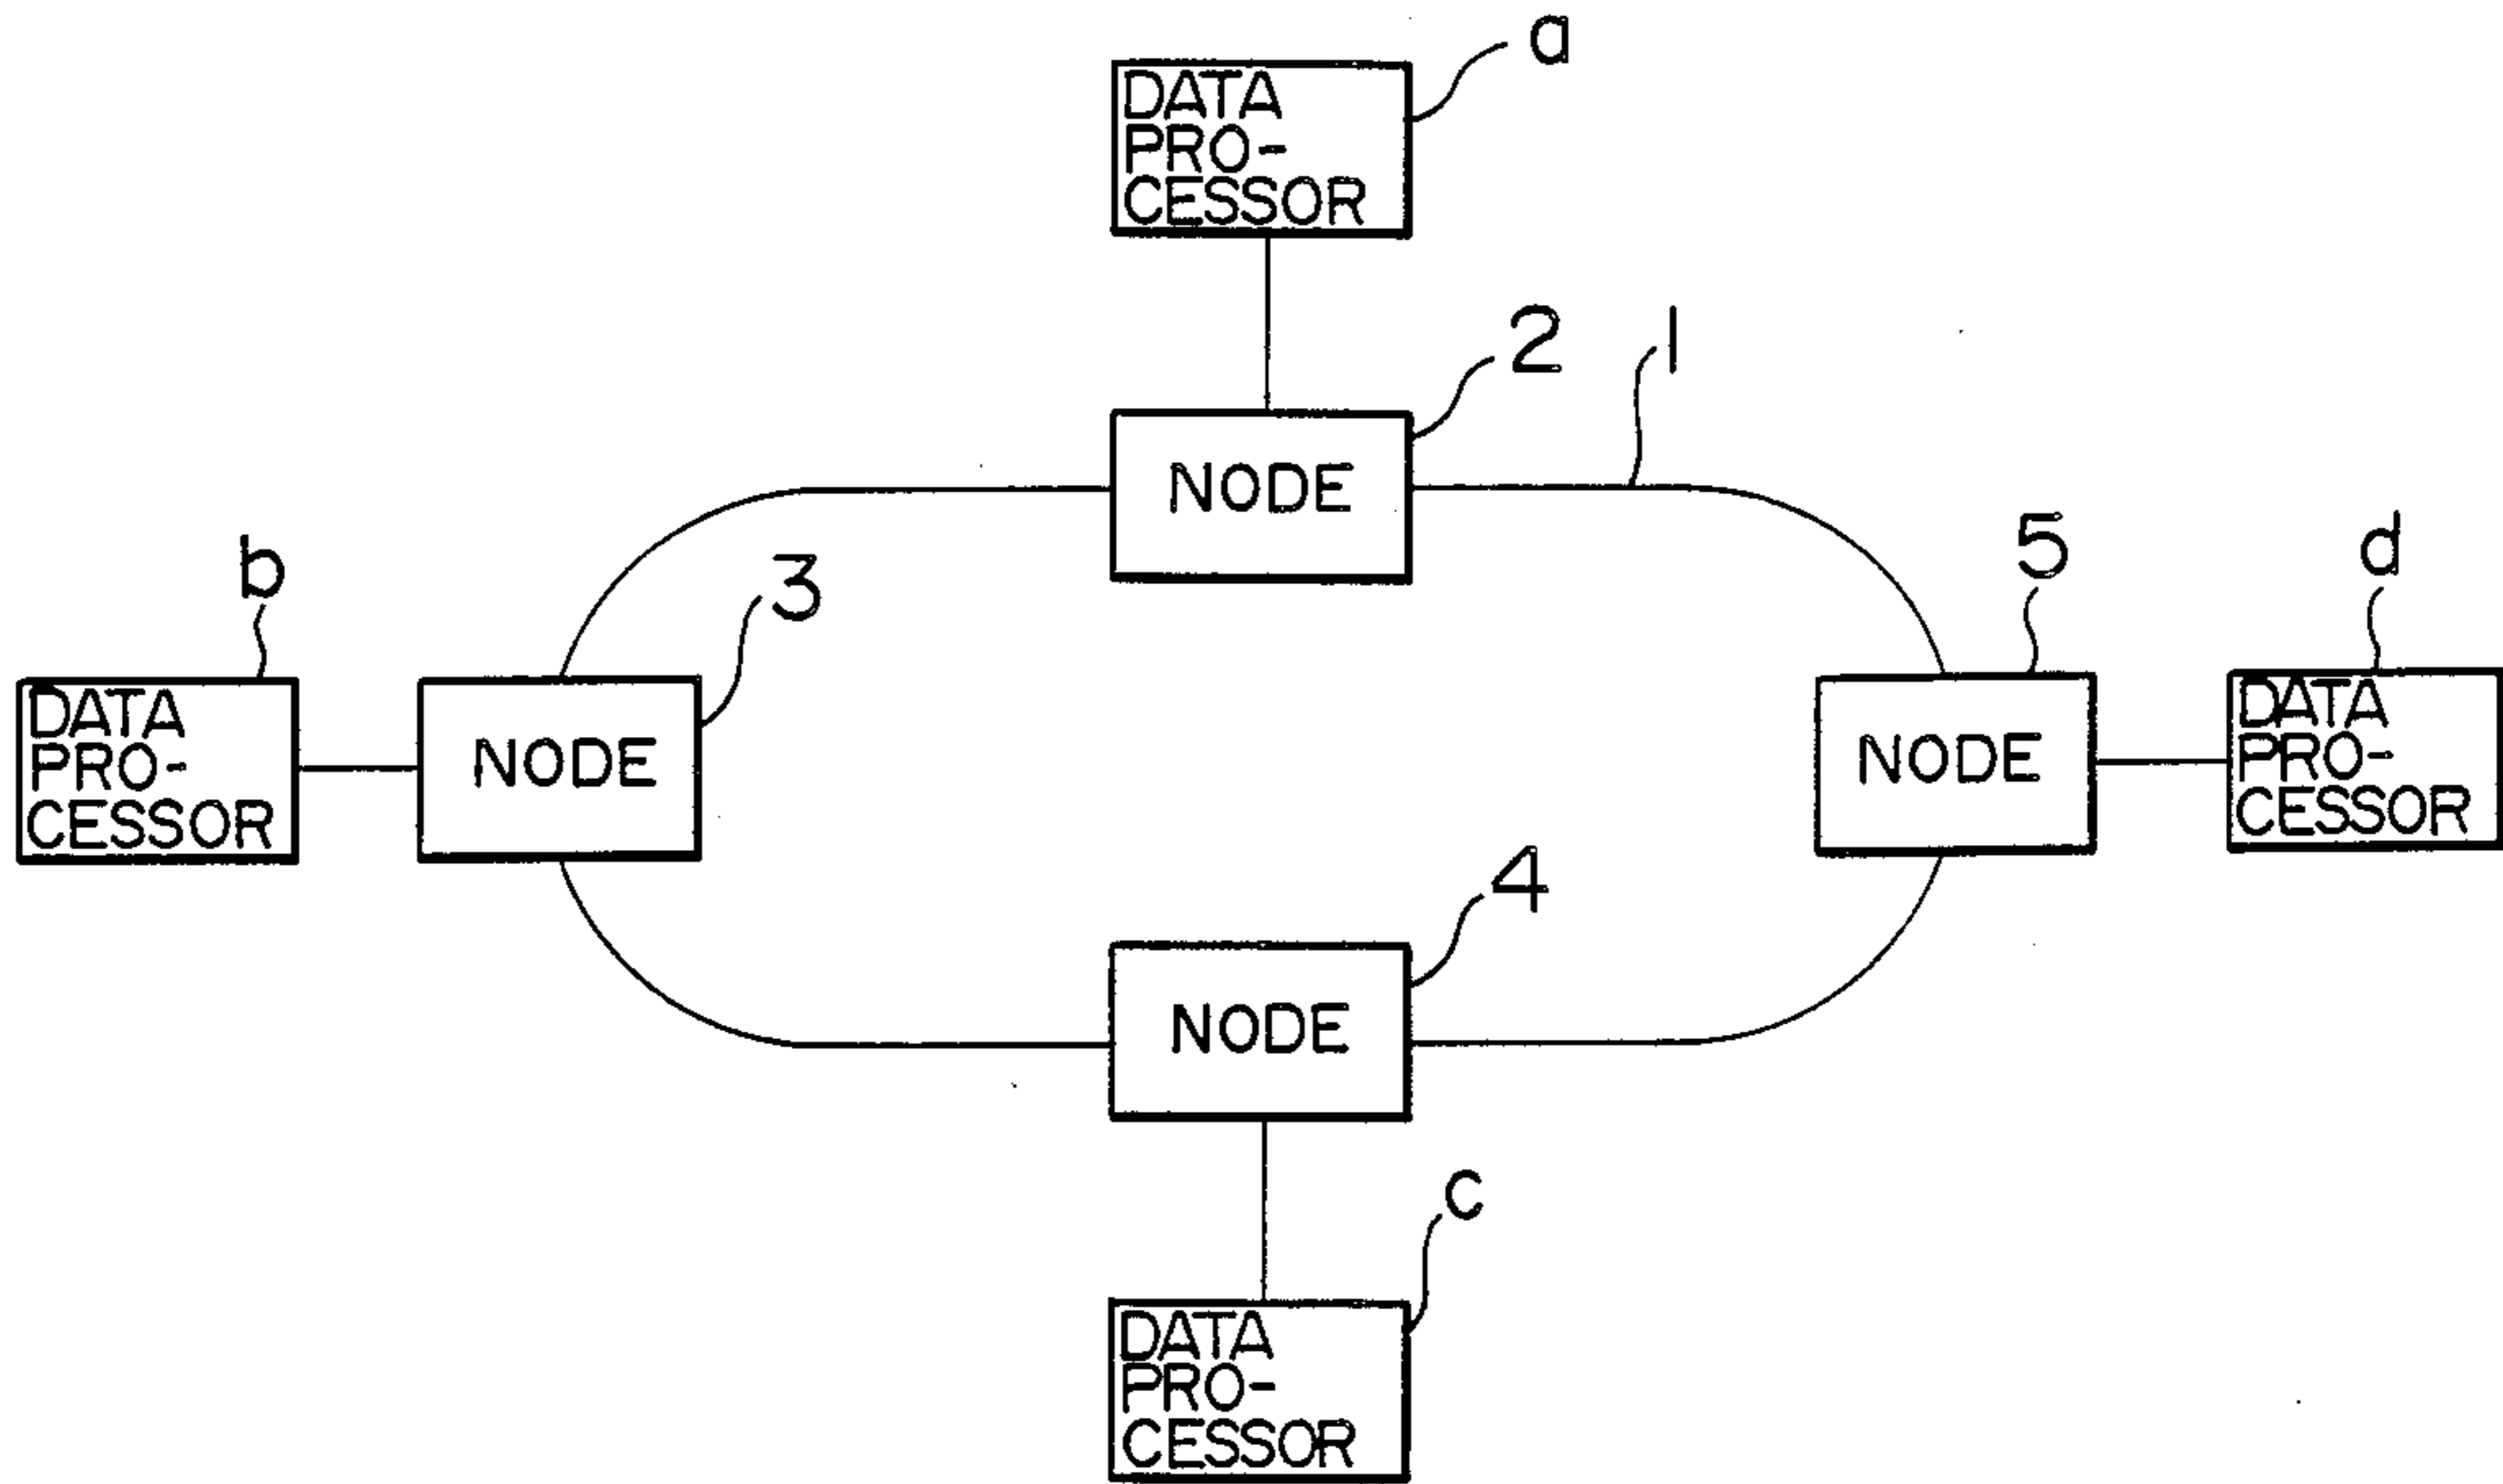 a
DATA
PRO-
CESSOR
2
1
NODE
b
3
5
d
DATA
PRO-
CESSOR
NODE
NODE
DATA
PRO-
CESSOR
4
NODE
c
DATA
PRO-
CESSOR